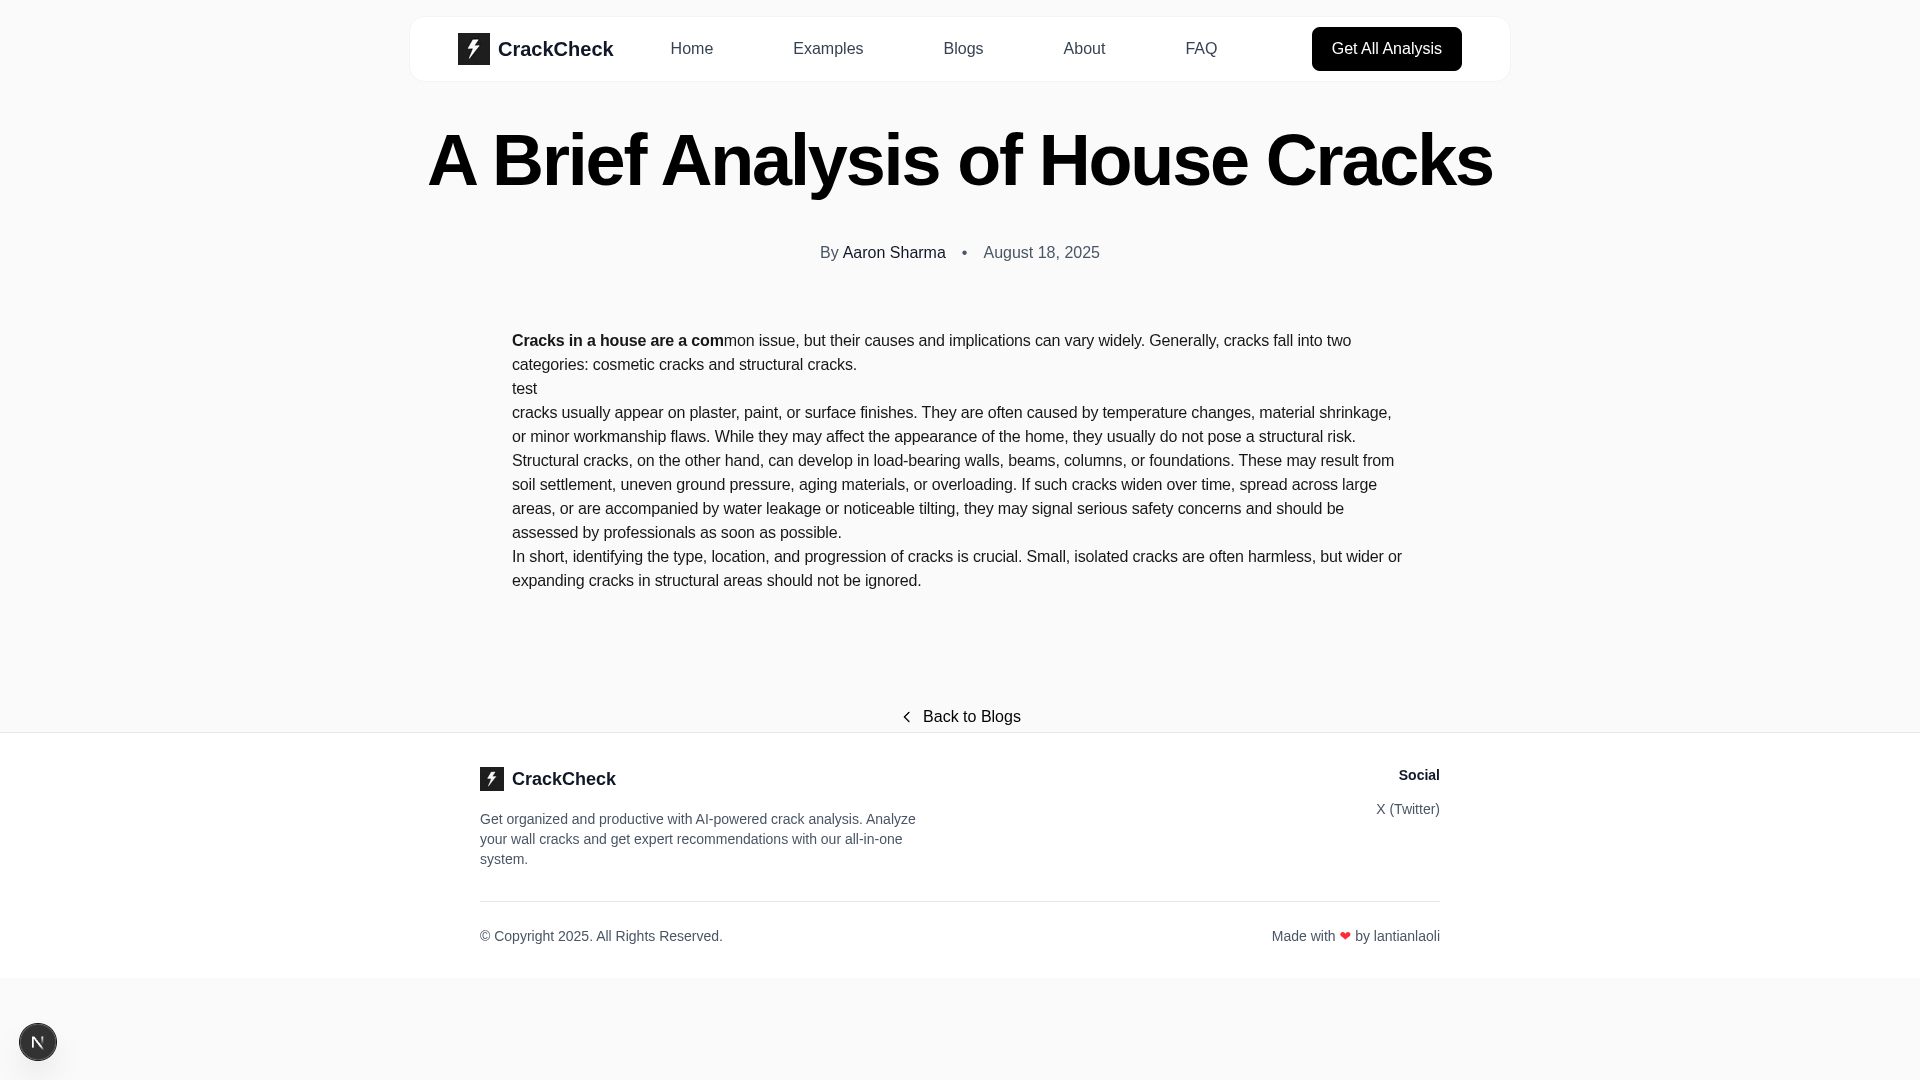 CrackCheck
Home
Examples
Blogs
About
FAQ
Get All Analysis
A Brief Analysis of House Cracks
By Aaron Sharma • August 18, 2025
Cracks in a house are a common issue, but their causes and implications can vary widely. Generally, cracks fall into two
categories: cosmetic cracks and structural cracks.
test
cracks usually appear on plaster, paint, or surface finishes. They are often caused by temperature changes, material shrinkage,
or minor workmanship flaws. While they may affect the appearance of the home, they usually do not pose a structural risk.
Structural cracks, on the other hand, can develop in load-bearing walls, beams, columns, or foundations. These may result from
soil settlement, uneven ground pressure, aging materials, or overloading. If such cracks widen over time, spread across large
areas, or are accompanied by water leakage or noticeable tilting, they may signal serious safety concerns and should be
assessed by professionals as soon as possible.
In short, identifying the type, location, and progression of cracks is crucial. Small, isolated cracks are often harmless, but wider or
expanding cracks in structural areas should not be ignored.
Back to Blogs
CrackCheck
Get organized and productive with AI-powered crack analysis. Analyze
your wall cracks and get expert recommendations with our all-in-one
system.
Social
X (Twitter)
© Copyright 2025. All Rights Reserved.
Made with ❤ by lantianlaoli
N